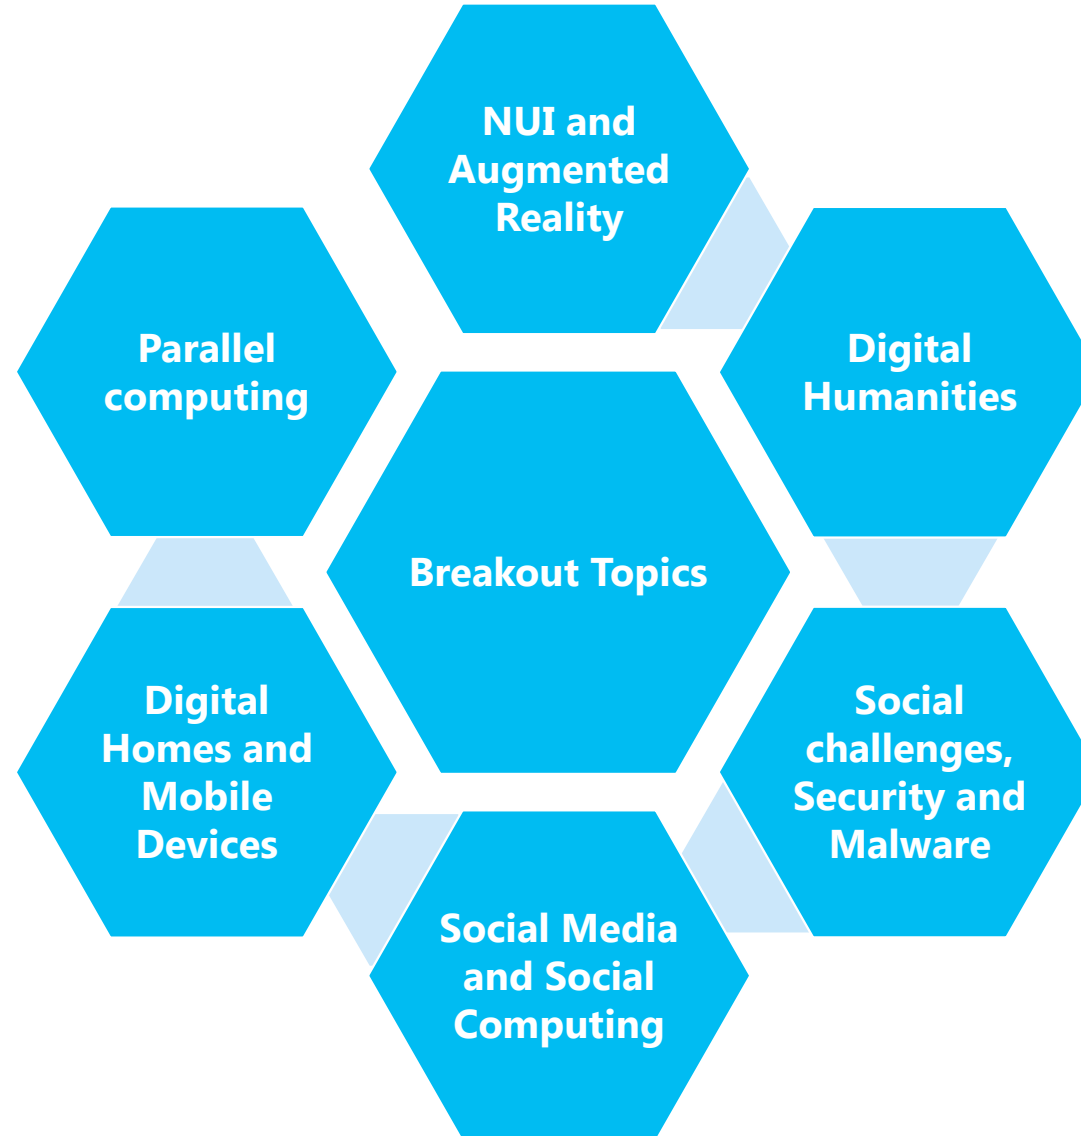 NUI and
Augmented
Reality
Parallel
computing
Digital
Humanities
Breakout Topics
Digital
Homes and
Mobile
Devices
Social
challenges,
Security and
Malware
Social Media
and Social
Computing